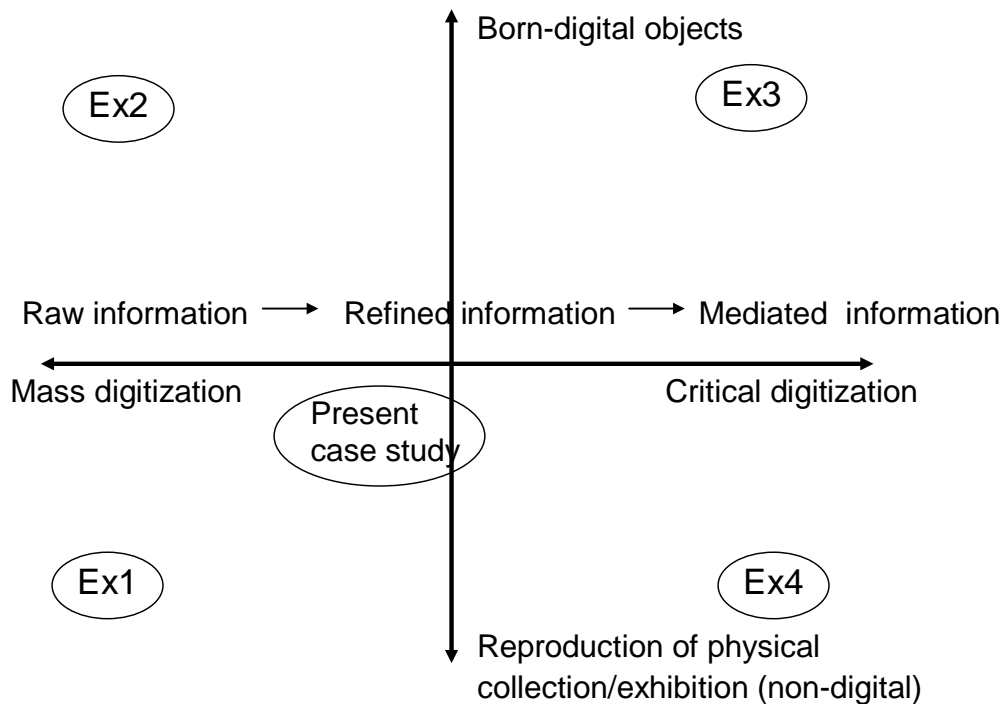 Born-digital objects
Ex2
Ex3
Raw information
Refined information
Mediated information
Mass digitization
Critical digitization
Present
case study
Ex1
Ex4
Reproduction of physical
collection/exhibition (non-digital)